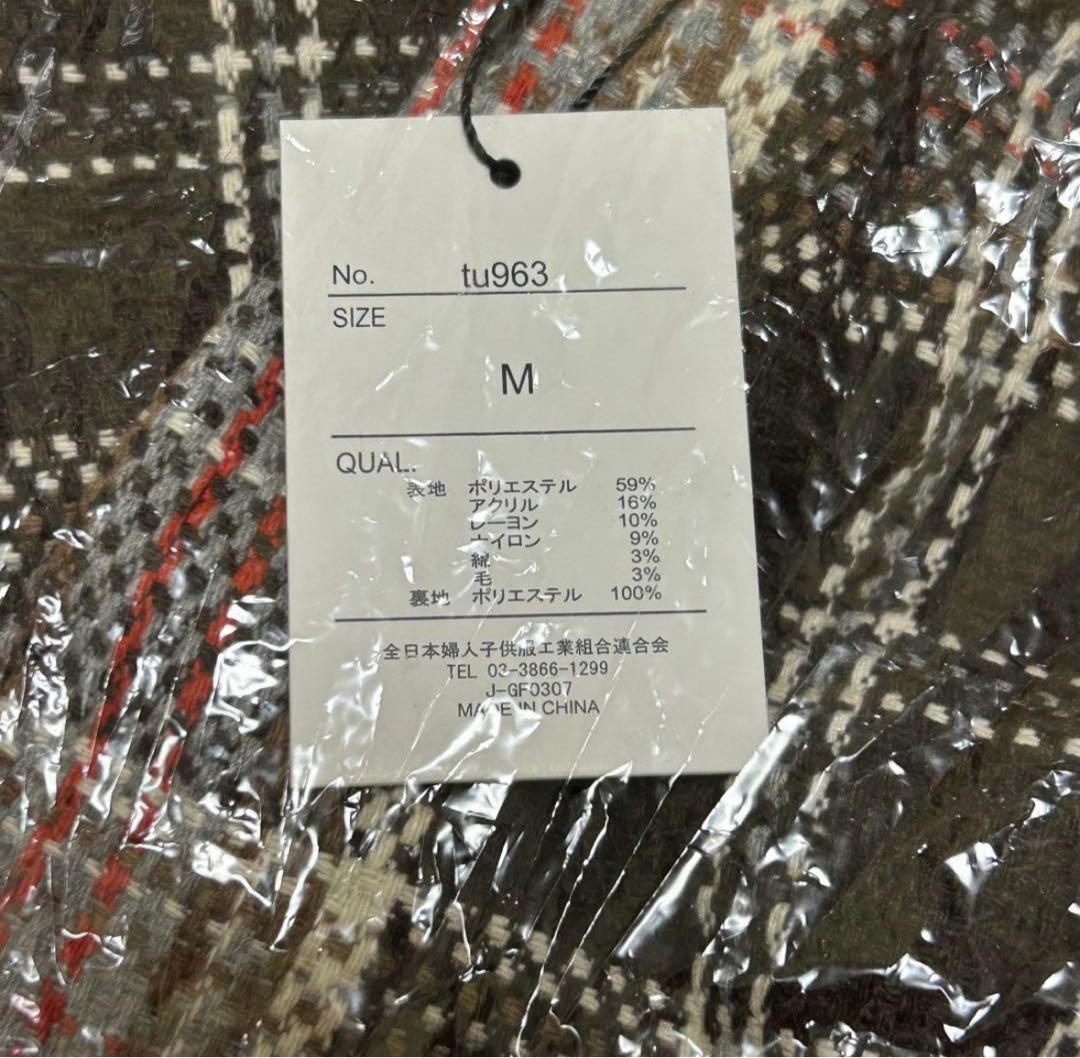 No. tu963
SIZE
M
QUAL.
表地 ポリエステル 59%
アクリル 16%
レーヨン 10%
ナイロン 9%
綿 3%
毛 3%
裏地 ポリエステル 100%
全日本婦人子供服工業組合連合会
TEL 03-3866-1299
J-GF0307
MADE IN CHINA